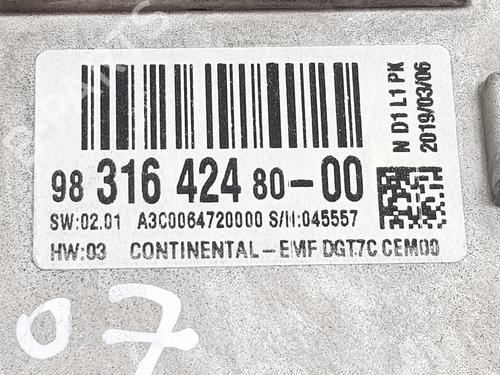 98 316 424 80-00
SW:02.01 A3C0064720000 S/N:045557
HW:03 CONTINENTAL-EMF DGT7C CEM00
N D1 L1 PK
2019/03/06
07